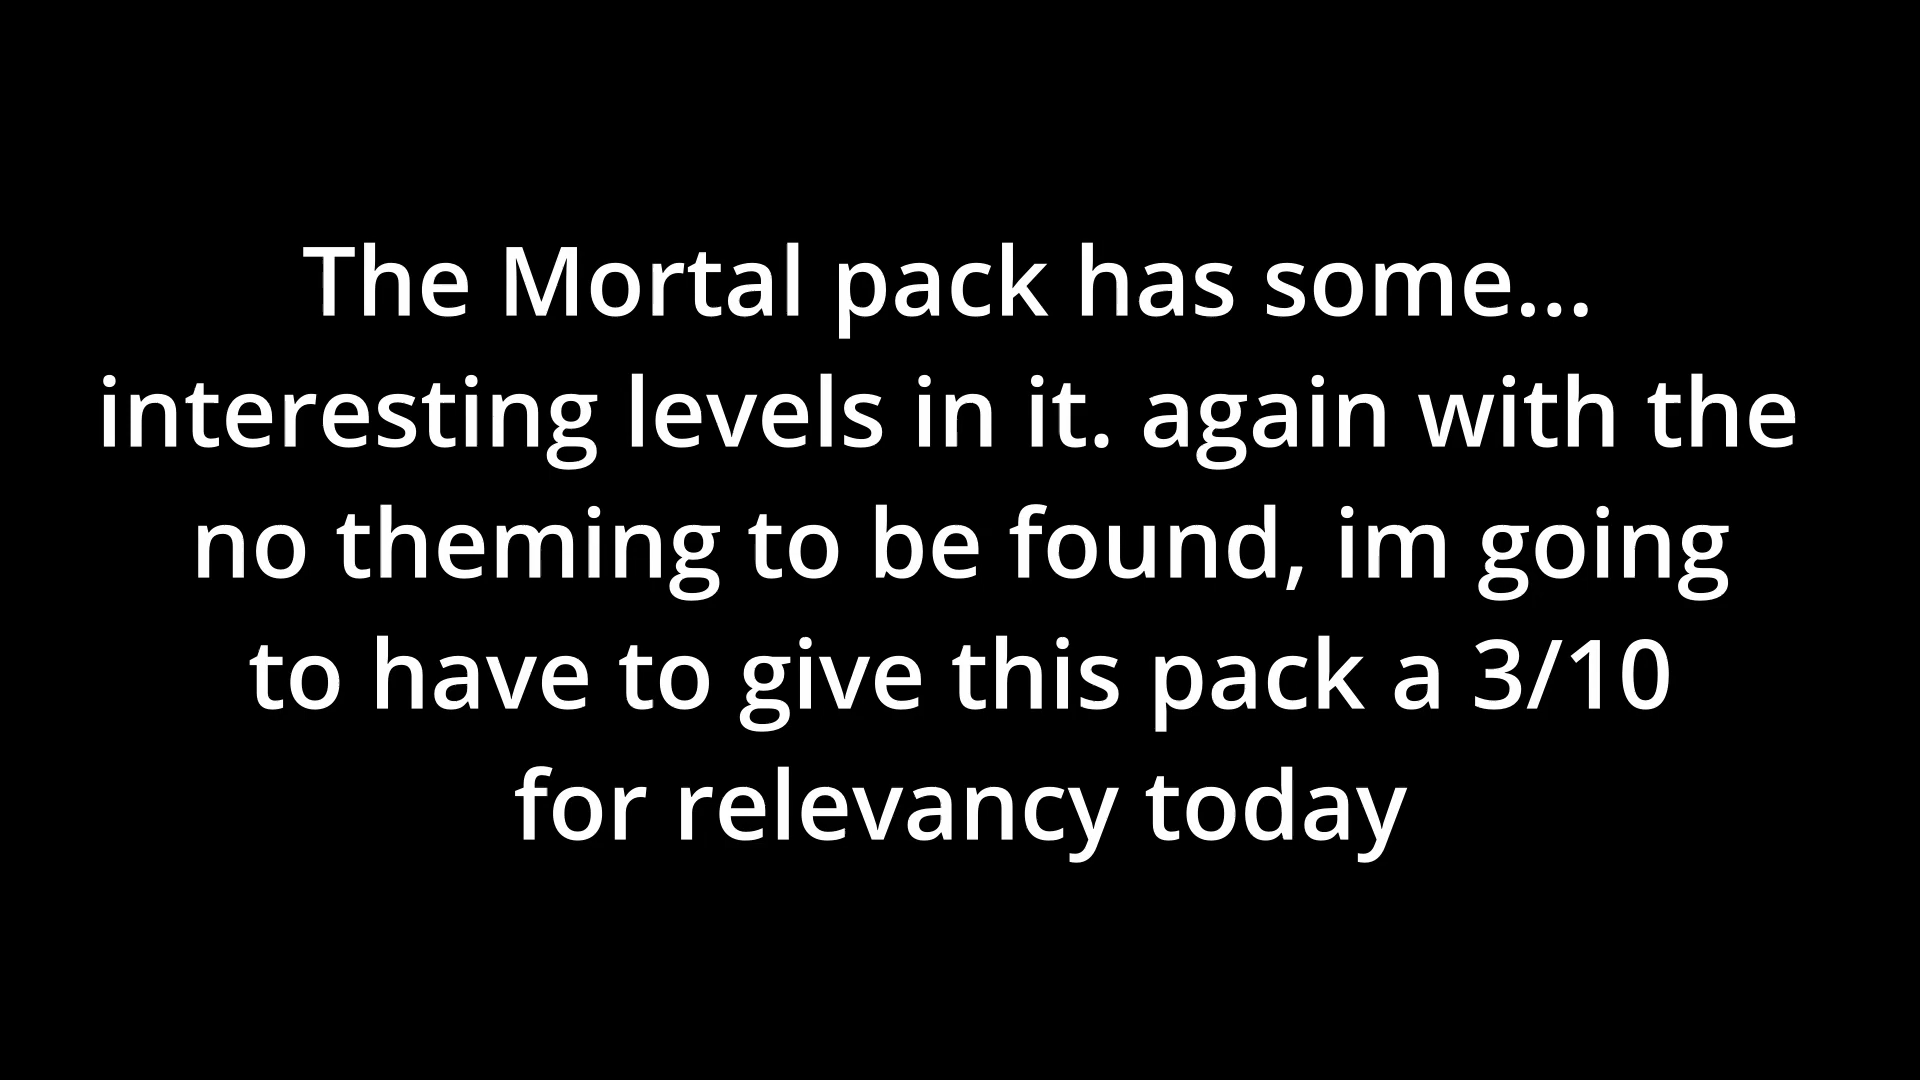 The Mortal pack has some...
interesting levels in it. again with the
no theming to be found, im going
to have to give this pack a 3/10
for relevancy today